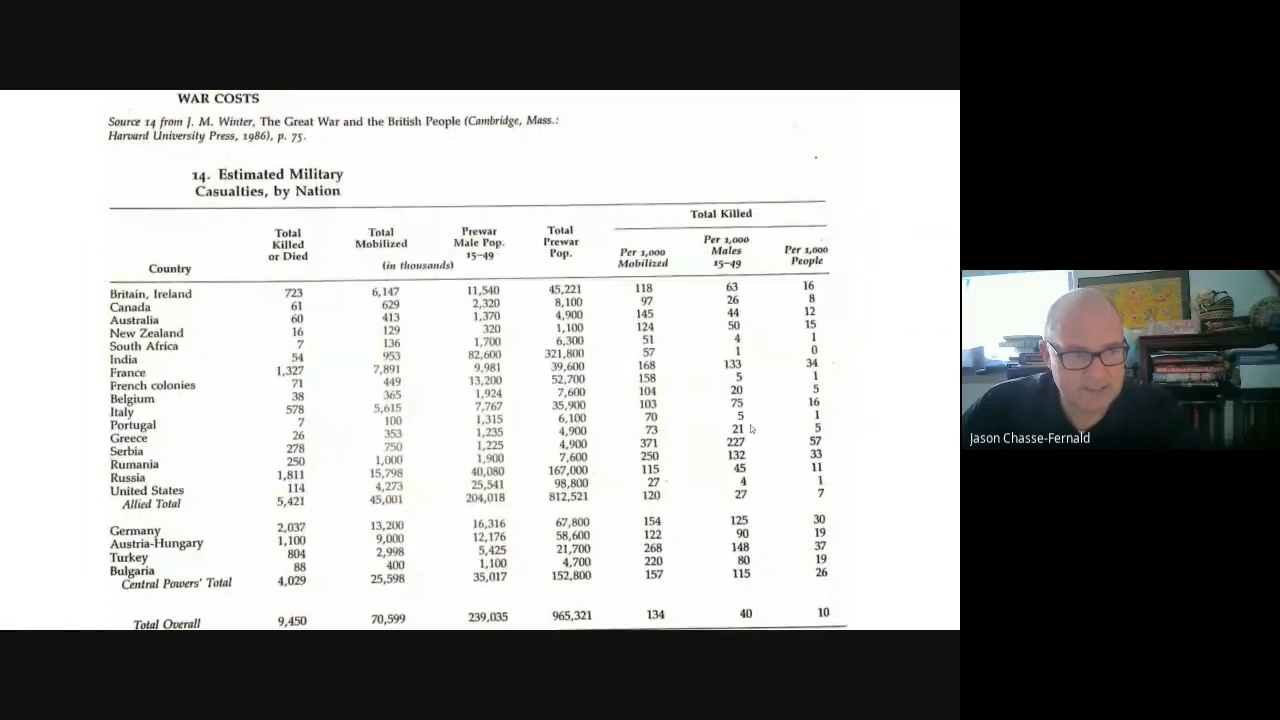 WAR COSTS
Source 14 from J. M. Winter, The Great War and the British People (Cambridge, Mass.:
Harvard University Press, 1986), p. 75.
14. Estimated Military
Casualties, by Nation
Total Killed
Country Total Killed or Died Total Mobilized Prewar Male Pop. 15–49 Total Prewar Pop. Per 1,000 Mobilized Per 1,000 Males 15–49 Per 1,000 People
(in thousands)
Britain, Ireland 723 6,147 11,540 45,221 118 63 16
Canada 61 629 2,320 8,100 97 26 8
Australia 60 413 1,370 4,900 145 44 12
New Zealand 16 129 320 1,100 124 50 15
South Africa 7 136 1,700 6,300 51 4 1
India 54 953 82,600 321,800 57 1 0
France 1,327 7,891 9,981 39,600 168 133 34
French colonies 71 449 13,200 52,700 158 5 1
Belgium 38 365 1,924 7,600 104 20 5
Italy 578 5,615 7,767 35,900 103 75 16
Portugal 7 100 1,315 6,100 70 5 1
Greece 26 353 1,235 4,900 73 21 5
Serbia 278 750 1,225 4,900 371 227 57
Rumania 250 1,000 1,900 7,600 250 132 33
Russia 1,811 15,798 40,080 167,000 115 45 11
United States 114 4,273 25,541 98,800 27 4 1
Allied Total 5,421 45,001 204,018 812,521 120 27 7
Germany 2,037 13,200 16,316 67,800 154 125 30
Austria-Hungary 1,100 9,000 12,176 58,600 122 90 19
Turkey 804 2,998 5,425 21,700 268 148 37
Bulgaria 88 400 1,100 4,700 220 80 19
Central Powers' Total 4,029 25,598 35,017 152,800 157 115 26
Total Overall 9,450 70,599 239,035 965,321 134 40 10
Jason Chasse-Fernald